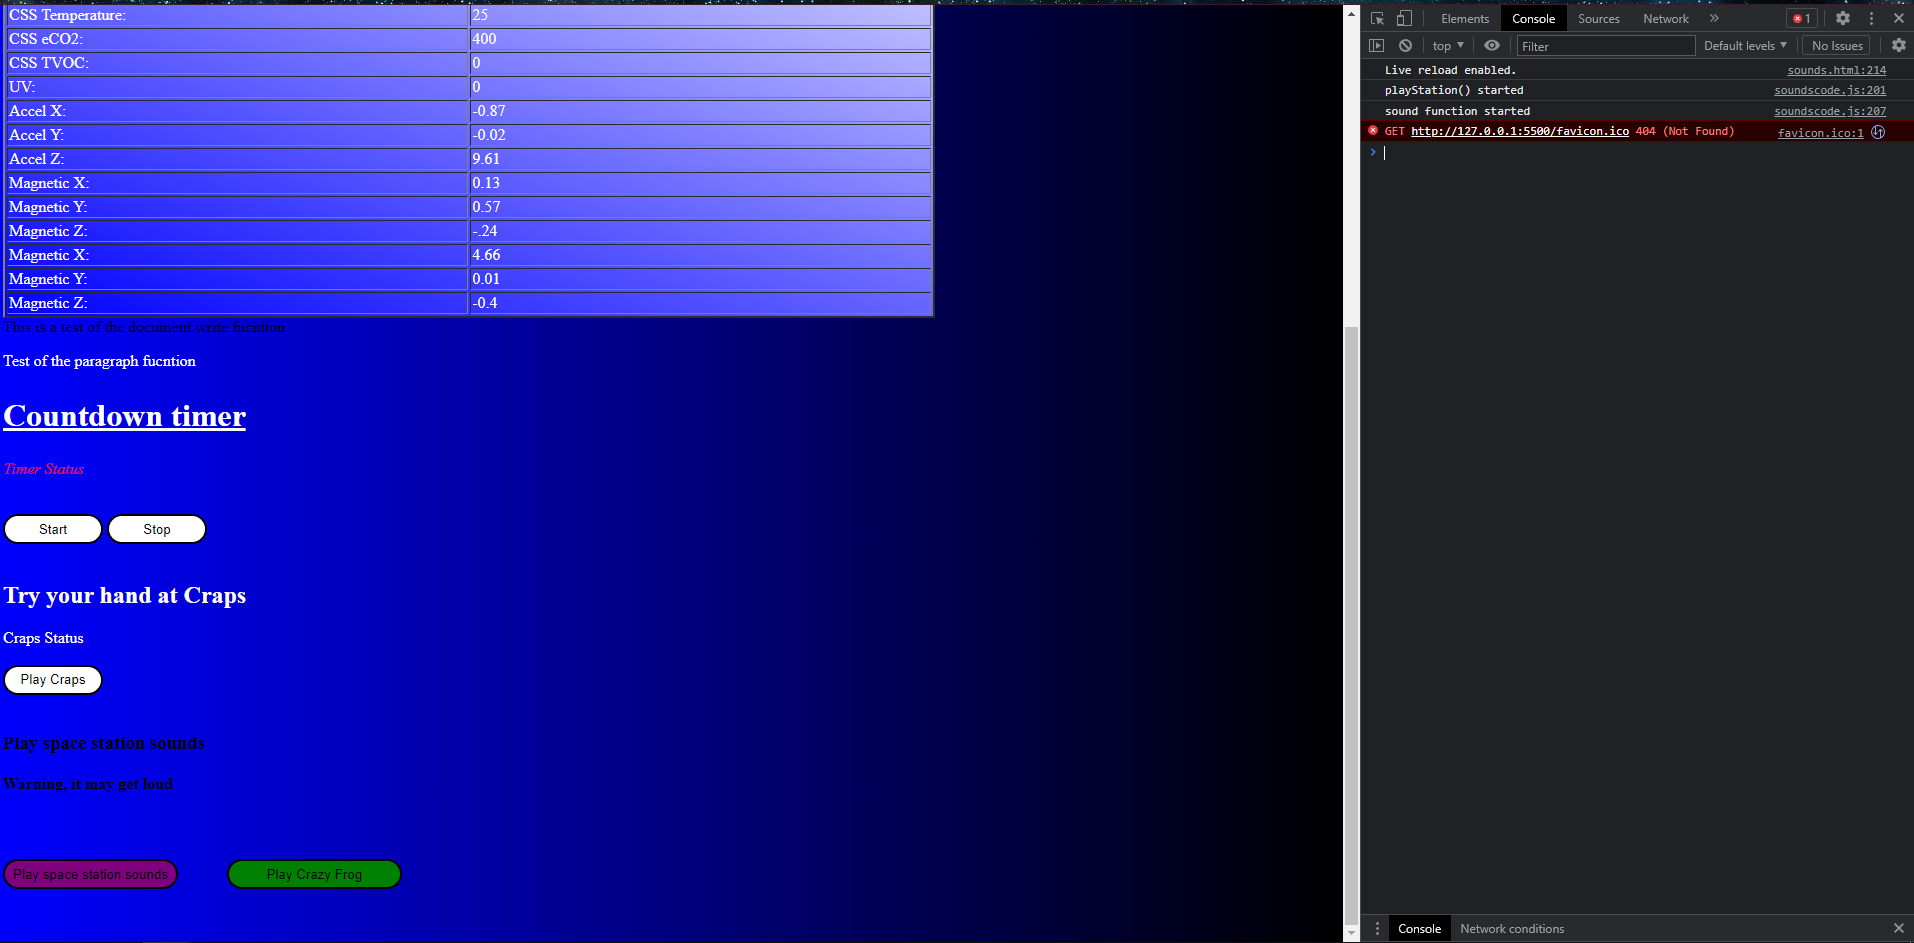 CSS Temperature: 25
CSS eCO2: 400
CSS TVOC: 0
UV: 0
Accel X: -0.87
Accel Y: -0.02
Accel Z: 9.61
Magnetic X: 0.13
Magnetic Y: 0.57
Magnetic Z: -.24
Magnetic X: 4.66
Magnetic Y: 0.01
Magnetic Z: -0.4
This is a test of the document write fucntion
Test of the paragraph fucntion
Countdown timer
Timer Status
Start Stop
Try your hand at Craps
Craps Status
Play Craps
Play space station sounds
Warning, it may get loud
Play space station sounds Play Crazy Frog
Elements Console Sources Network » 1
top Filter Default levels No Issues
Live reload enabled. sounds.html:214
playStation() started soundscode.js:201
sound function started soundscode.js:207
GET http://127.0.0.1:5500/favicon.ico 404 (Not Found) favicon.ico:1
Console Network conditions